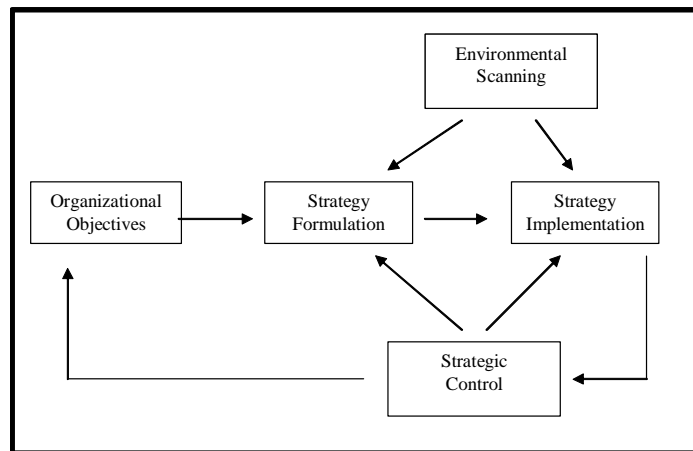 Environmental
Scanning
Organizational
Objectives
Strategy
Formulation
Strategy
Implementation
Strategic
Control